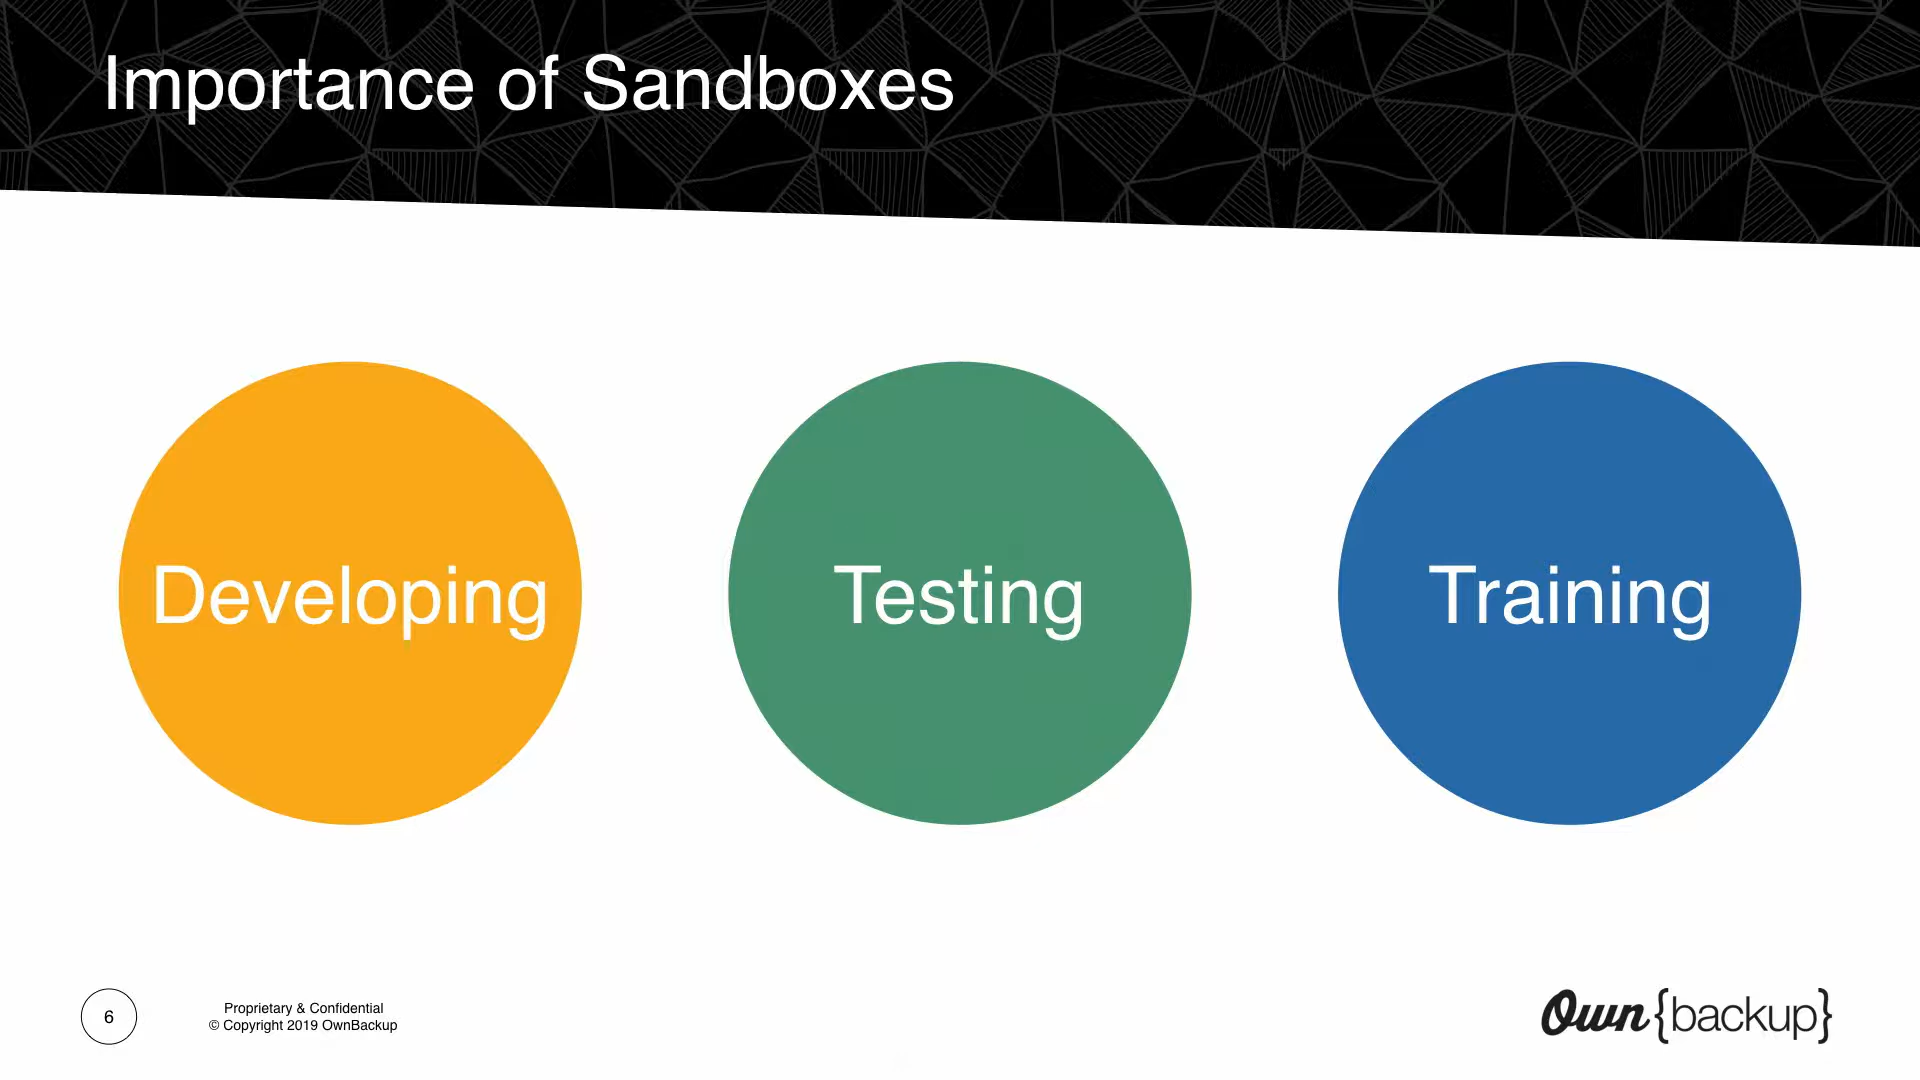 Importance of Sandboxes
Developing
Testing
Training
6
Proprietary & Confidential
© Copyright 2019 OwnBackup
Own{backup}